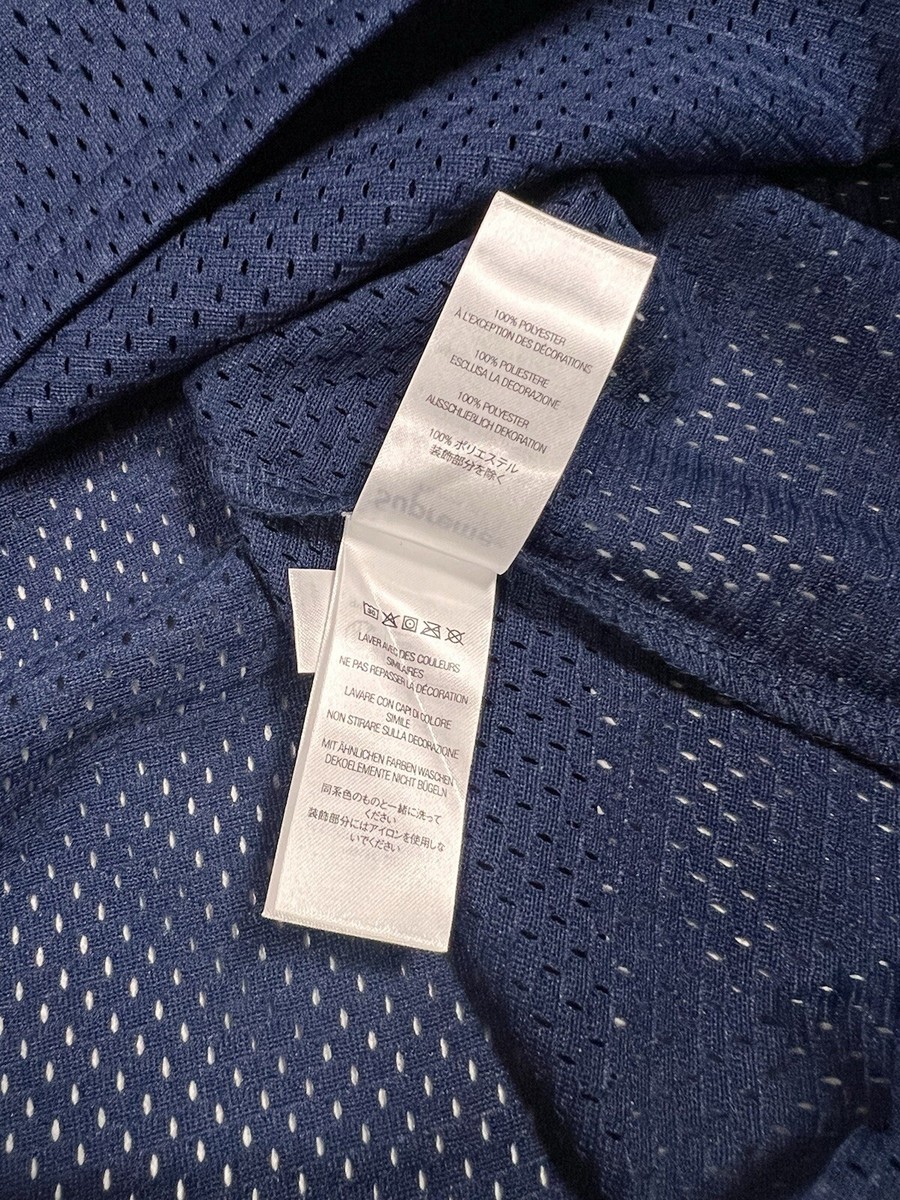 100% POLYESTER
À L'EXCEPTION DES DÉCORATIONS
100% POLIESTERE
ESCLUSA LA DECORAZIONE
100% POLYESTER
AUSSCHLIEßLICH DEKORATION
100% ポリエステル
装飾部分を除く
Supreme
30
LAVER AVEC DES COULEURS
SIMILAIRES
NE PAS REPASSER LA DÉCORATION
LAVARE CON CAPI DI COLORE
SIMILE
NON STIRARE SULLA DECORAZIONE
MIT ÄHNLICHEN FARBEN WASCHEN
DEKOELEMENTE NICHT BÜGELN
同系色のものと一緒に洗って
ください
装飾部分にはアイロンを使用しな
いでください